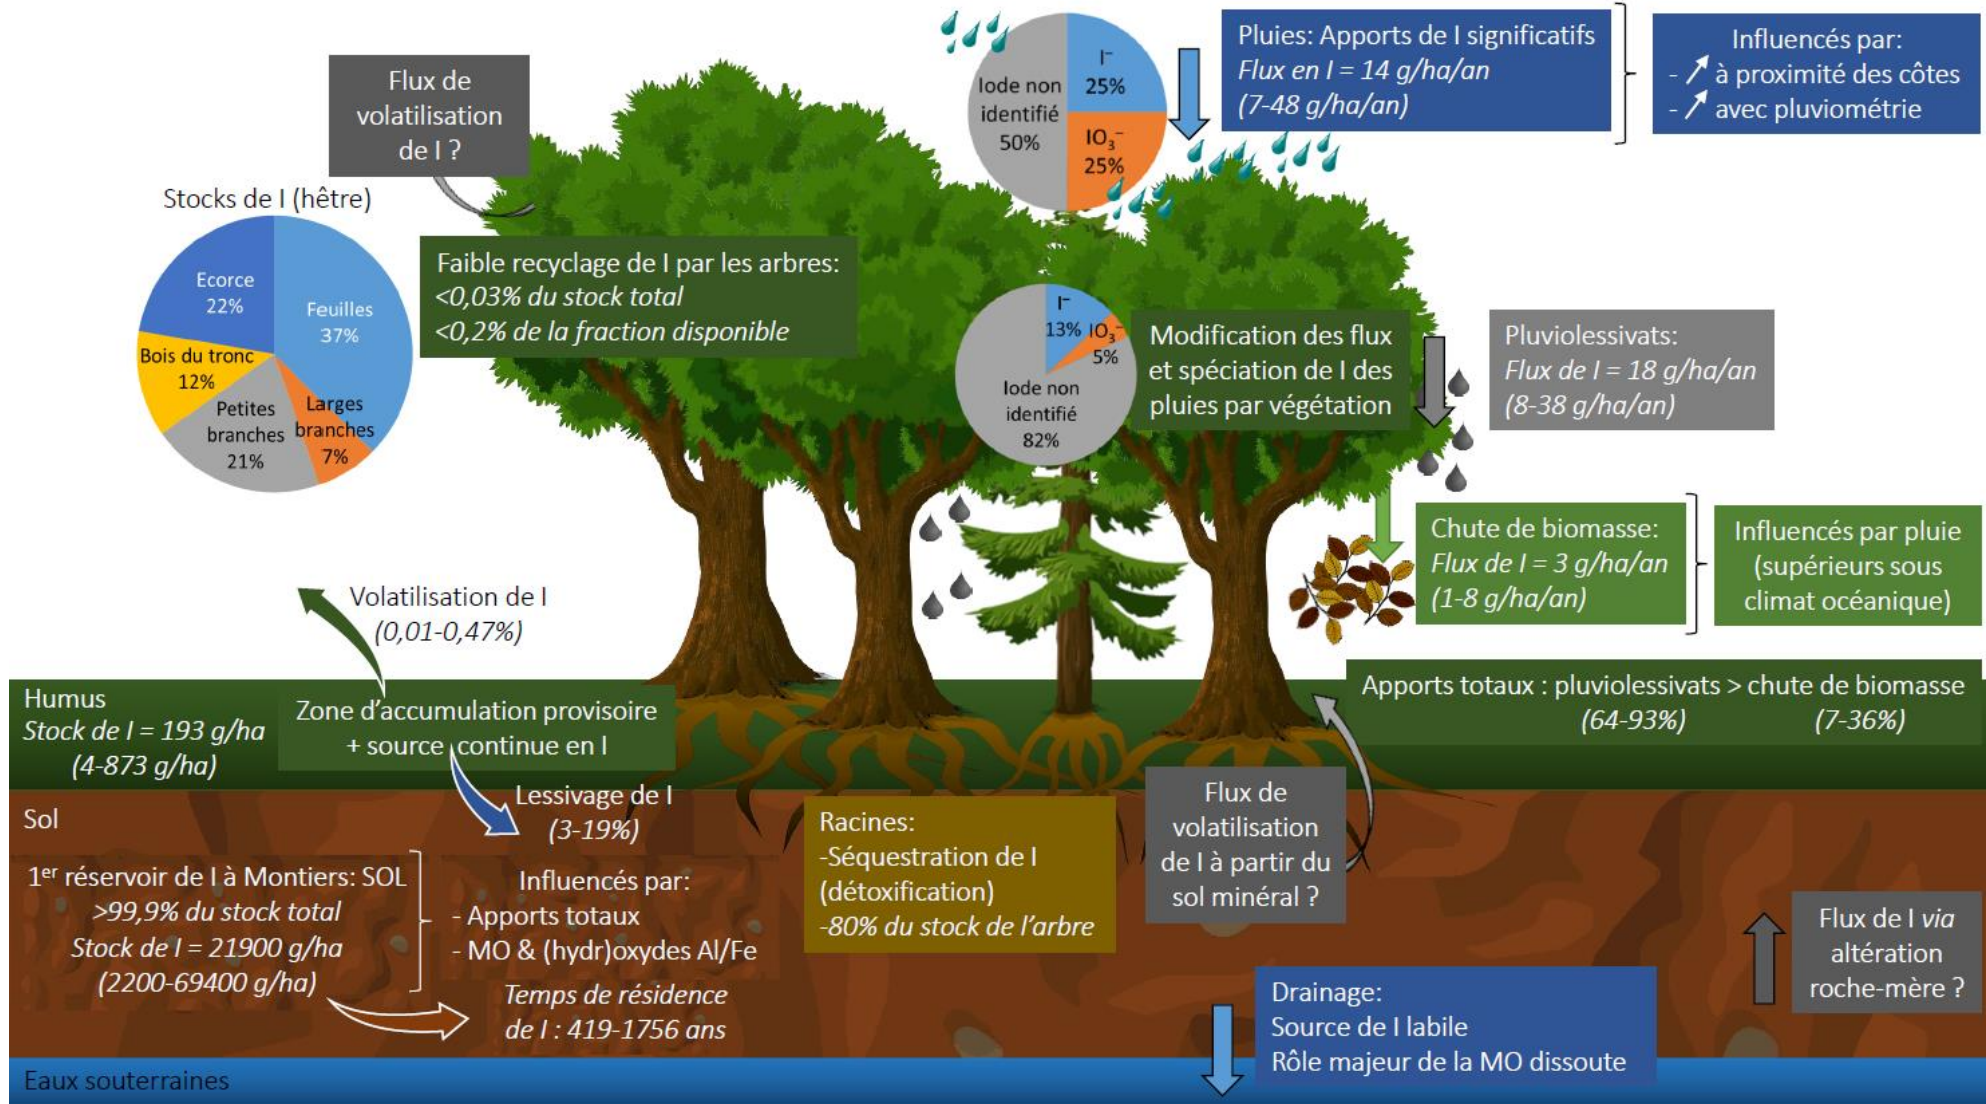 Flux de
volatilisation
de I ?
I⁻
25%
Iode non
identifié
50%
IO₃⁻
25%
Pluies: Apports de I significatifs
Flux en I = 14 g/ha/an
(7-48 g/ha/an)
Influencés par:
- ↗ à proximité des côtes
- ↗ avec pluviométrie
Stocks de I (hêtre)
Ecorce
22%
Feuilles
37%
Bois du tronc
12%
Petites
branches
21%
Larges
branches
7%
Faible recyclage de I par les arbres:
<0,03% du stock total
<0,2% de la fraction disponible
I⁻
13%
IO₃⁻
5%
Iode non
identifié
82%
Modification des flux
et spéciation de I des
pluies par végétation
Pluviolessivats:
Flux de I = 18 g/ha/an
(8-38 g/ha/an)
Chute de biomasse:
Flux de I = 3 g/ha/an
(1-8 g/ha/an)
Influencés par pluie
(supérieurs sous
climat océanique)
Volatilisation de I
(0,01-0,47%)
Humus
Stock de I = 193 g/ha
(4-873 g/ha)
Zone d’accumulation provisoire
+ source continue en I
Apports totaux : pluviolessivats > chute de biomasse
(64-93%) (7-36%)
Lessivage de I
(3-19%)
Sol
1er réservoir de I à Montiers: SOL
>99,9% du stock total
Stock de I = 21900 g/ha
(2200-69400 g/ha)
Influencés par:
- Apports totaux
- MO & (hydr)oxydes Al/Fe
Temps de résidence
de I : 419-1756 ans
Racines:
-Séquestration de I
(détoxification)
-80% du stock de l’arbre
Flux de
volatilisation
de I à partir du
sol minéral ?
Flux de I via
altération
roche-mère ?
Drainage:
Source de I labile
Rôle majeur de la MO dissoute
Eaux souterraines